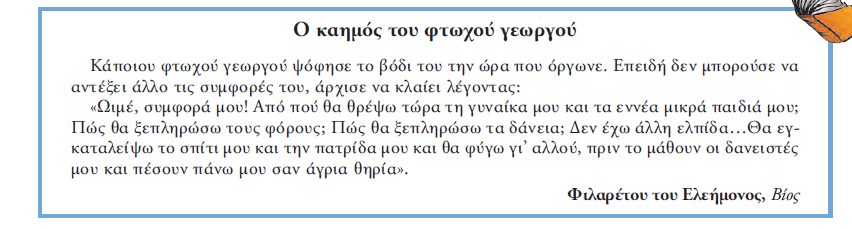 Ο καημός του φτωχού γεωργού
Κάποιου φτωχού γεωργού ψόφησε το βόδι του την ώρα που όργωνε. Επειδή δεν μπορούσε να
αντέξει άλλο τις συμφορές του, άρχισε να κλαίει λέγοντας:
«Ωιμέ, συμφορά μου! Από πού θα θρέψω τώρα τη γυναίκα μου και τα εννέα μικρά παιδιά μου;
Πώς θα ξεπληρώσω τους φόρους; Πώς θα ξεπληρώσω τα δάνεια; Δεν έχω άλλη ελπίδα...Θα εγ-
καταλείψω το σπίτι μου και την πατρίδα μου και θα φύγω γι' αλλού, πριν το μάθουν οι δανειστές
μου και πέσουν πάνω μου σαν άγρια θηρία».
Φιλαρέτου του Ελεήμονος, Βίος